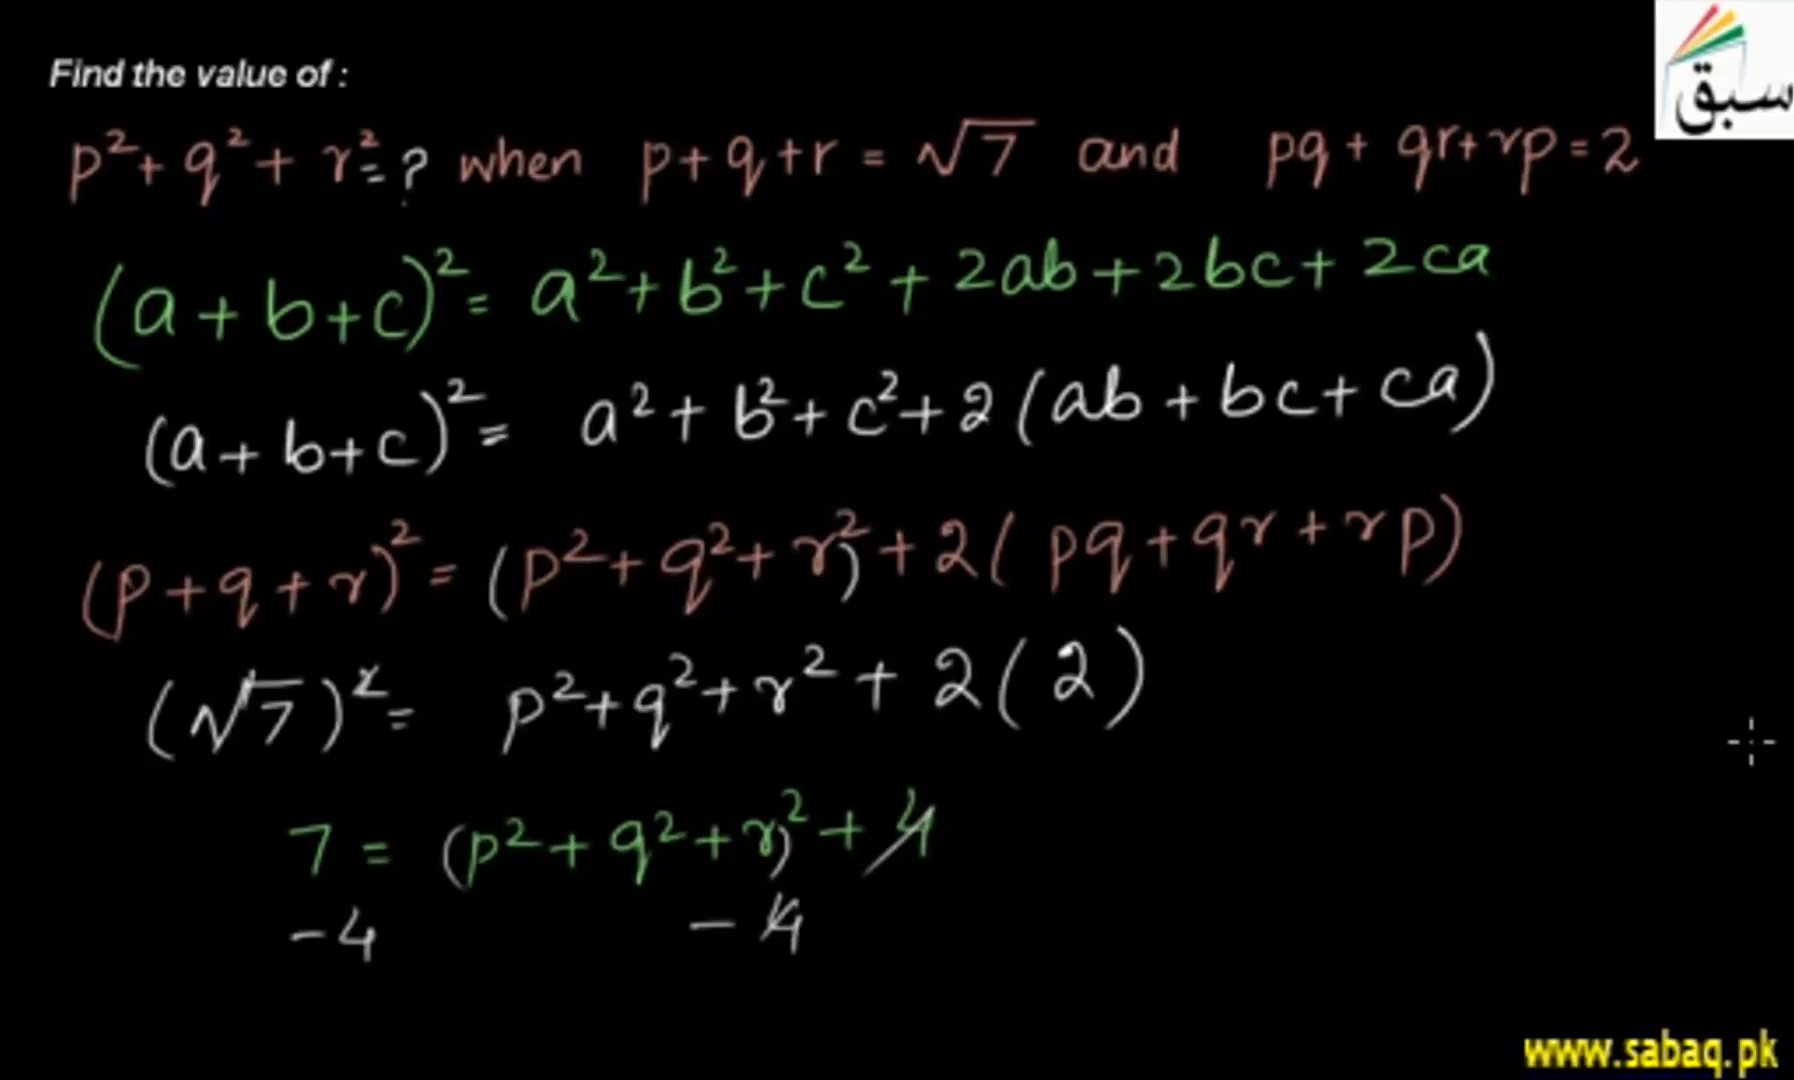 سبق
Find the value of :
p²+ q²+ r²= ? when p+q+r = √7 and pq + qr+rp=2
(a+b+c)²= a²+b²+c²+2ab+2bc+2ca
(a+b+c)²= a²+b²+c²+2(ab+bc+ca)
(p+q+r)²=(p²+q²+r²)+2(pq+qr+rp)
(√7)²= p²+q²+r²+2(2)
7 = (p²+q²+r)²+4
-4 -4
www.sabaq.pk